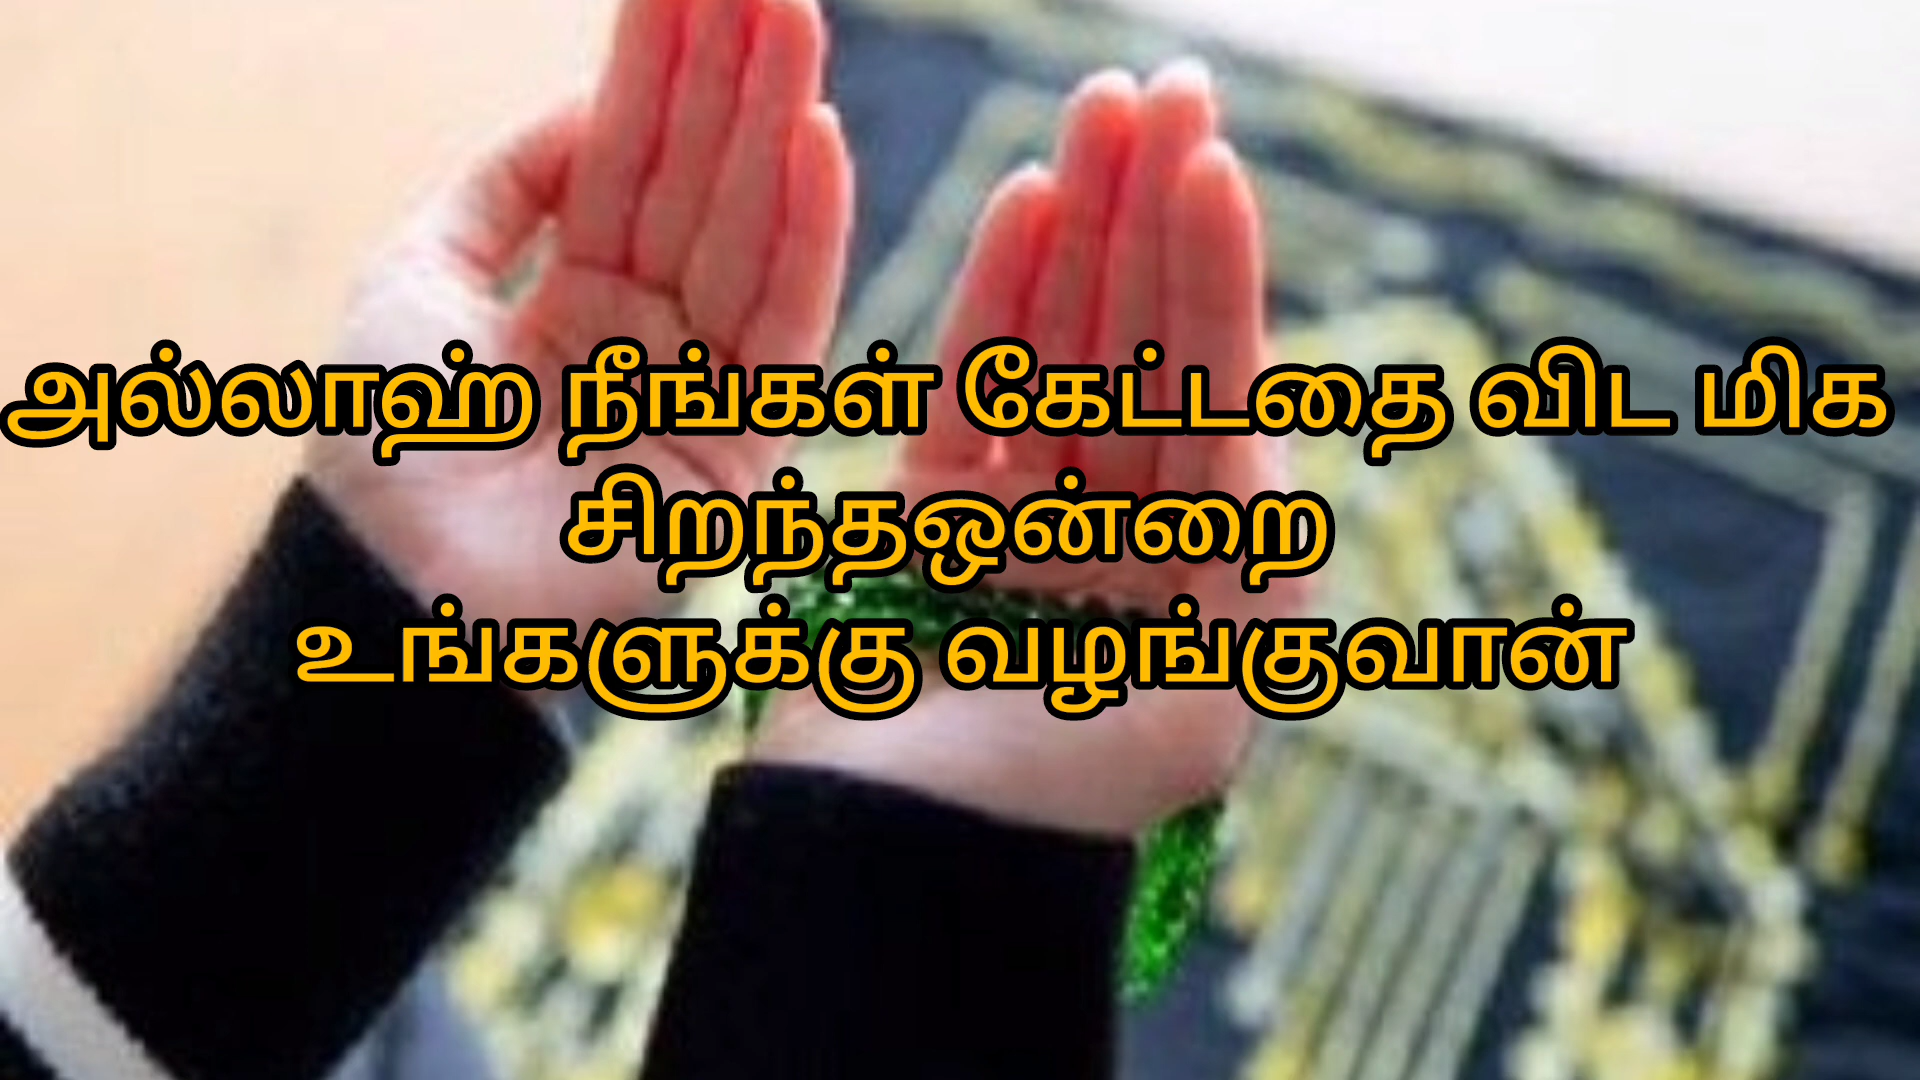 அல்லாஹ் நீங்கள் கேட்டதை விட மிக
சிறந்தஒன்றை
உங்களுக்கு வழங்குவான்